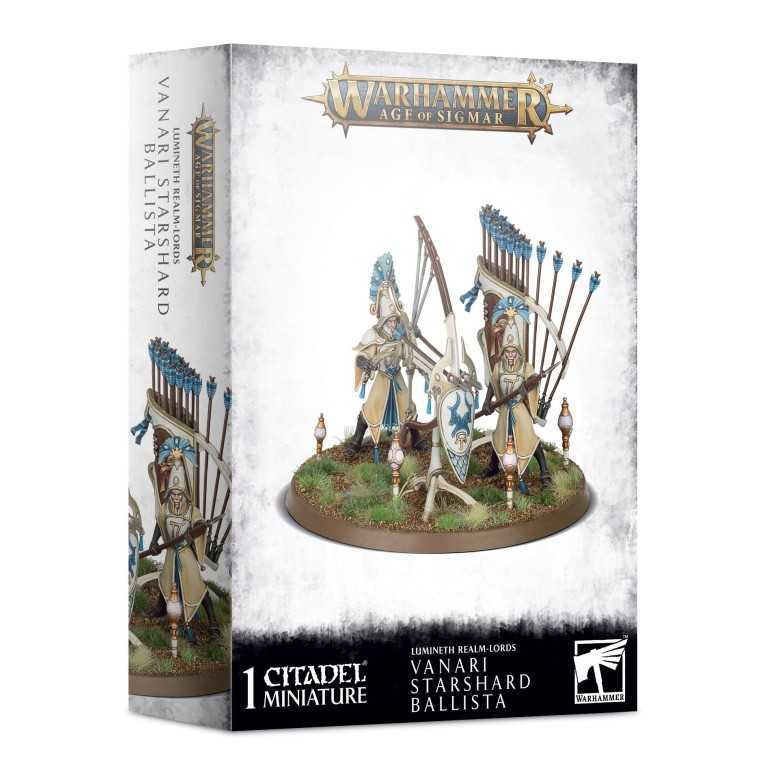 WARHAMMER
AGE OF SIGMAR
LUMINETH REALM-LORDS
VANARI STARSHARD
BALLISTA
WARHAMMER®
AGE OF SIGMAR
1 CITADEL®
MINIATURE
LUMINETH REALM-LORDS
VANARI
STARSHARD
BALLISTA
WARHAMMER™